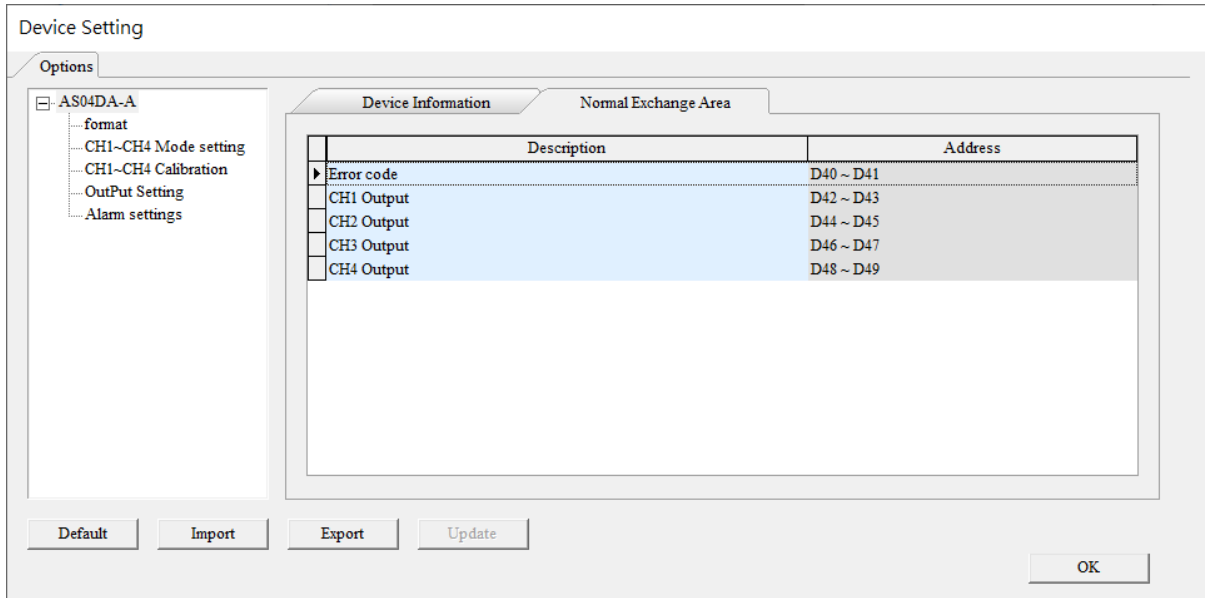 Device Setting
Options
AS04DA-A
format
CH1~CH4 Mode setting
CH1~CH4 Calibration
OutPut Setting
Alarm settings
Device Information Normal Exchange Area
Description Address
Error code D40 ~ D41
CH1 Output D42 ~ D43
CH2 Output D44 ~ D45
CH3 Output D46 ~ D47
CH4 Output D48 ~ D49
Default Import Export Update
OK